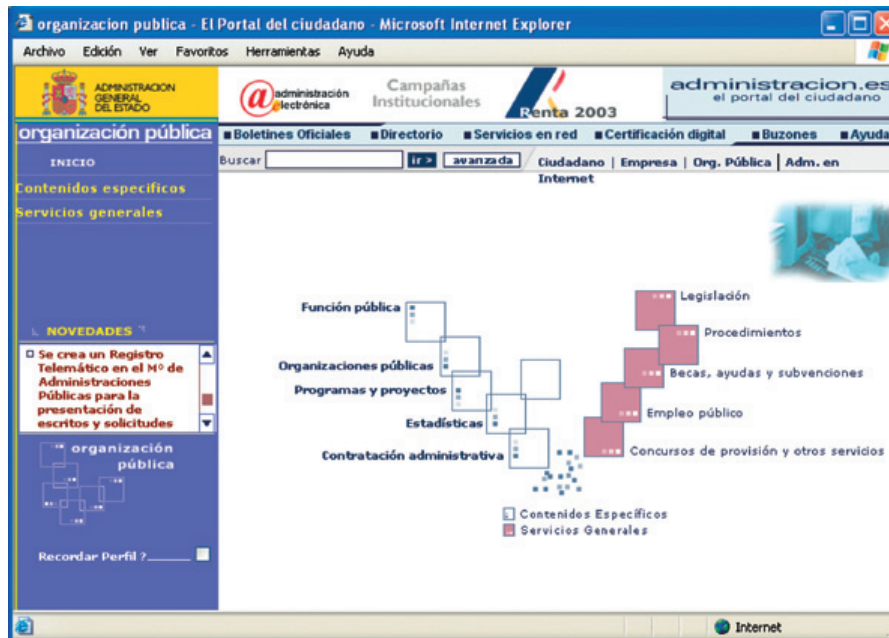 organizacion publica - El Portal del ciudadano - Microsoft Internet Explorer
Archivo Edición Ver Favoritos Herramientas Ayuda
ADMINISTRACION
GENERAL
DEL ESTADO
@administración
electrónica
Campañas
Institucionales
Renta 2003
administracion.es
el portal del ciudadano
organización pública
Boletines Oficiales Directorio Servicios en red Certificación digital Buzones Ayuda
INICIO
Contenidos especificos
Servicios generales
Buscar ir > avanzada Ciudadano | Empresa | Org. Pública | Adm. en
Internet
NOVEDADES
Se crea un Registro
Telemático en el Mº de
Administraciones
Públicas para la
presentación de
escritos y solicitudes
organización
pública
Recordar Perfil ?
Función pública
Organizaciones públicas
Programas y proyectos
Estadísticas
Contratación administrativa
Legislación
Procedimientos
Becas, ayudas y subvenciones
Empleo público
Concursos de provisión y otros servicios
Contenidos Específicos
Servicios Generales
Internet